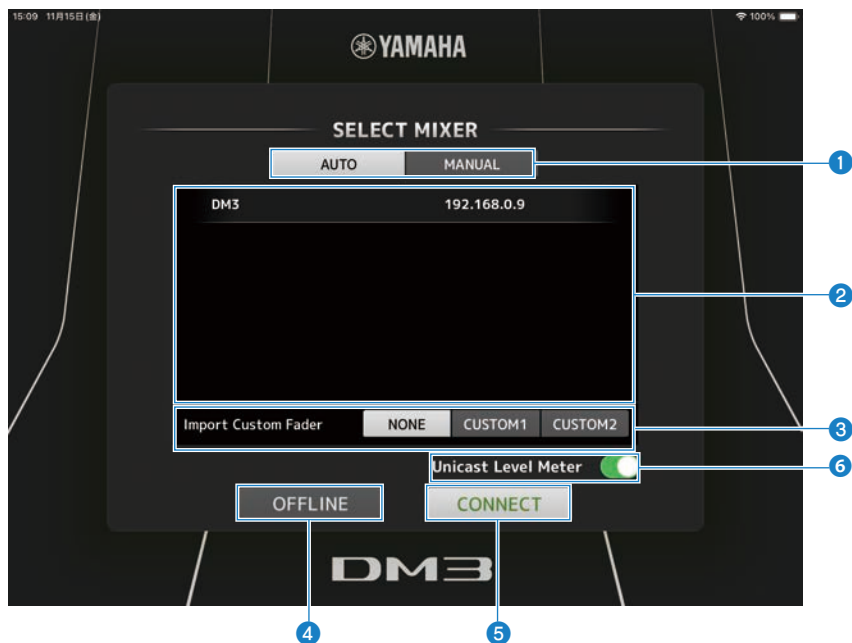 15:09 11月15日(金)
100%
YAMAHA
SELECT MIXER
AUTO MANUAL
1
DM3 192.168.0.9
2
Import Custom Fader NONE CUSTOM1 CUSTOM2
3
Unicast Level Meter
6
OFFLINE CONNECT
DM3
4 5